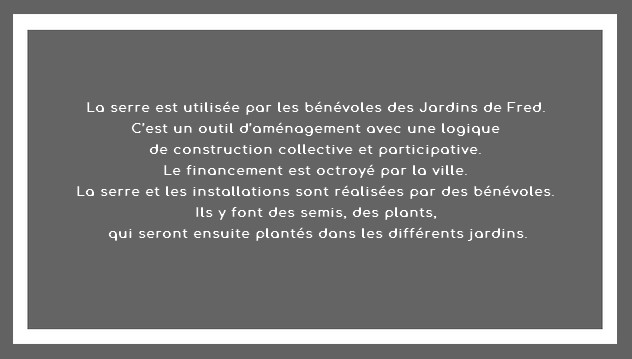 La serre est utilisée par les bénévoles des Jardins de Fred.
C'est un outil d'aménagement avec une logique
de construction collective et participative.
Le financement est octroyé par la ville.
La serre et les installations sont réalisées par des bénévoles.
Ils y font des semis, des plants,
qui seront ensuite plantés dans les différents jardins.